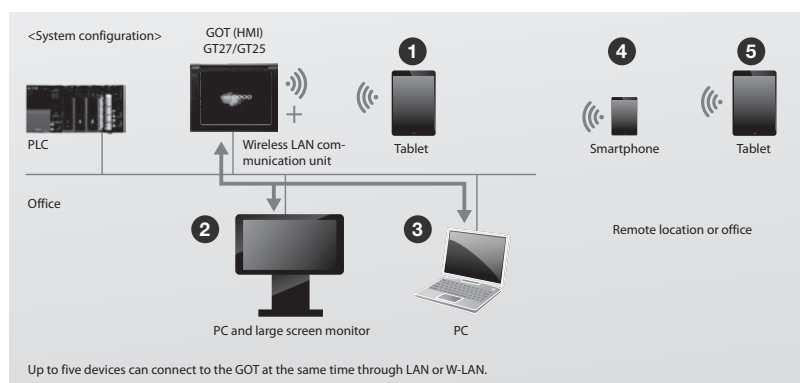 <System configuration>
GOT (HMI)
GT27/GT25
1
4
5
+
PLC
Wireless LAN com-
munication unit
Tablet
Smartphone
Tablet
Office
2
3
Remote location or office
PC and large screen monitor
PC
Up to five devices can connect to the GOT at the same time through LAN or W-LAN.